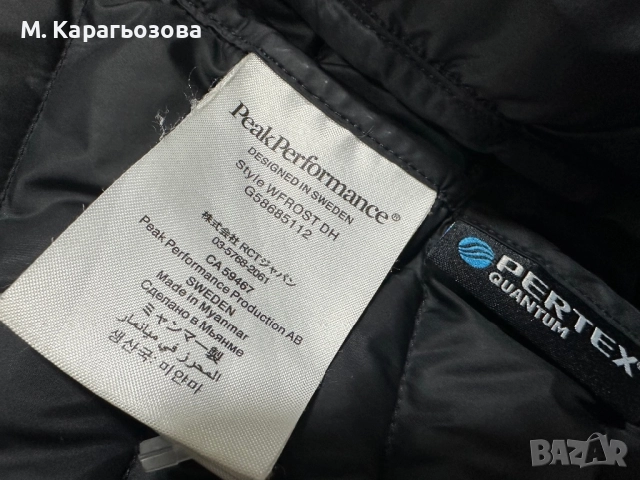 М. Карагьозова
PeakPerformance®
DESIGNED IN SWEDEN
Style WFROST DH
G58685112
株式会社 RCTジャパン
03-5768-2061
CA 59467
Peak Performance Production AB
SWEDEN
Made in Myanmar
Сделано в Мьянме
ミャンマー製
المحرز في ميانمار
생산국: 미얀마
PERTEX
QUANTUM
BAZAR